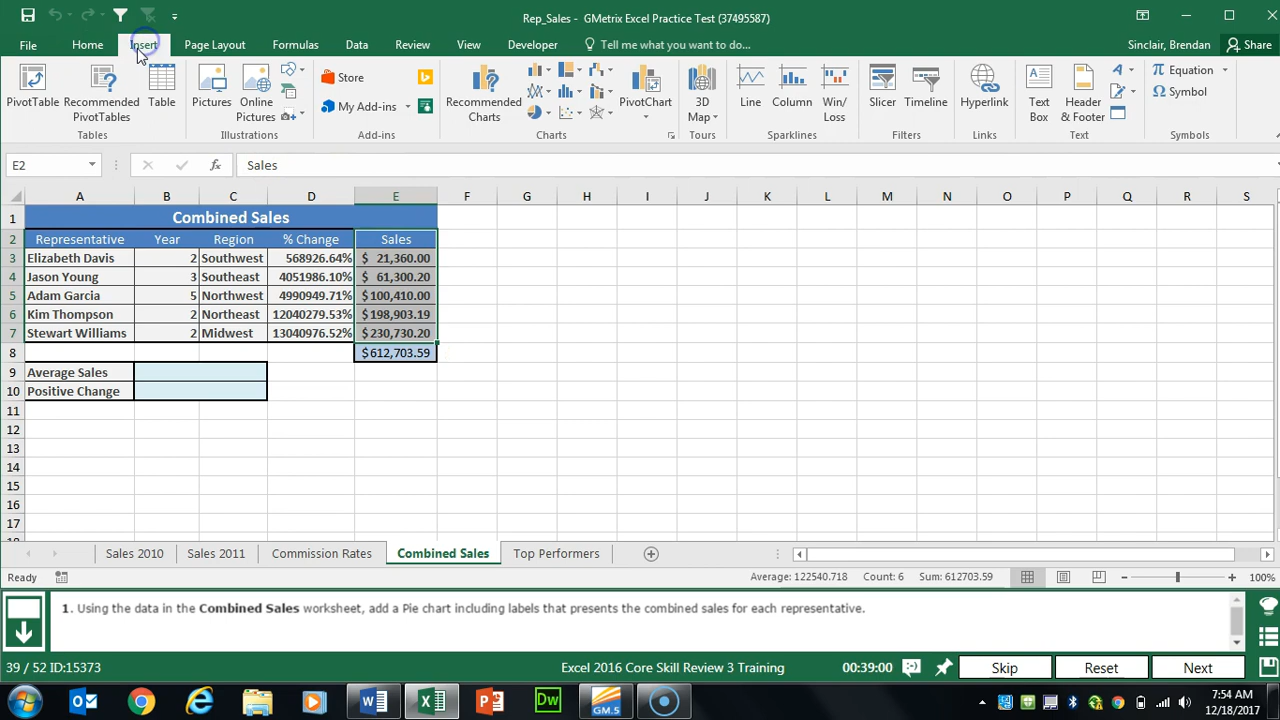 Rep_Sales - GMetrix Excel Practice Test (37495587)
File Home Insert Page Layout Formulas Data Review View Developer Tell me what you want to do... Sinclair, Brendan Share
PivotTable Recommended PivotTables Table Pictures Online Pictures Store My Add-ins Recommended Charts PivotChart 3D Map Line Column Win/ Loss Slicer Timeline Hyperlink Text Box Header & Footer Equation Symbol
Tables Illustrations Add-ins Charts Tours Sparklines Filters Links Text Symbols
E2 fx Sales
A B C D E F G H I J K L M N O P Q R S
1 Combined Sales
2 Representative Year Region % Change Sales
3 Elizabeth Davis 2 Southwest 568926.64% $ 21,360.00
4 Jason Young 3 Southeast 4051986.10% $ 61,300.20
5 Adam Garcia 5 Northwest 4990949.71% $100,410.00
6 Kim Thompson 2 Northeast 12040279.53% $198,903.19
7 Stewart Williams 2 Midwest 13040976.52% $230,730.20
8 $612,703.59
9 Average Sales
10 Positive Change
11
12
13
14
15
16
17
Sales 2010 Sales 2011 Commission Rates Combined Sales Top Performers
Ready Average: 122540.718 Count: 6 Sum: 612703.59 100%
1. Using the data in the Combined Sales worksheet, add a Pie chart including labels that presents the combined sales for each representative.
39 / 52 ID:15373 Excel 2016 Core Skill Review 3 Training 00:39:00 Skip Reset Next
Dw GM.5 7:54 AM
12/18/2017